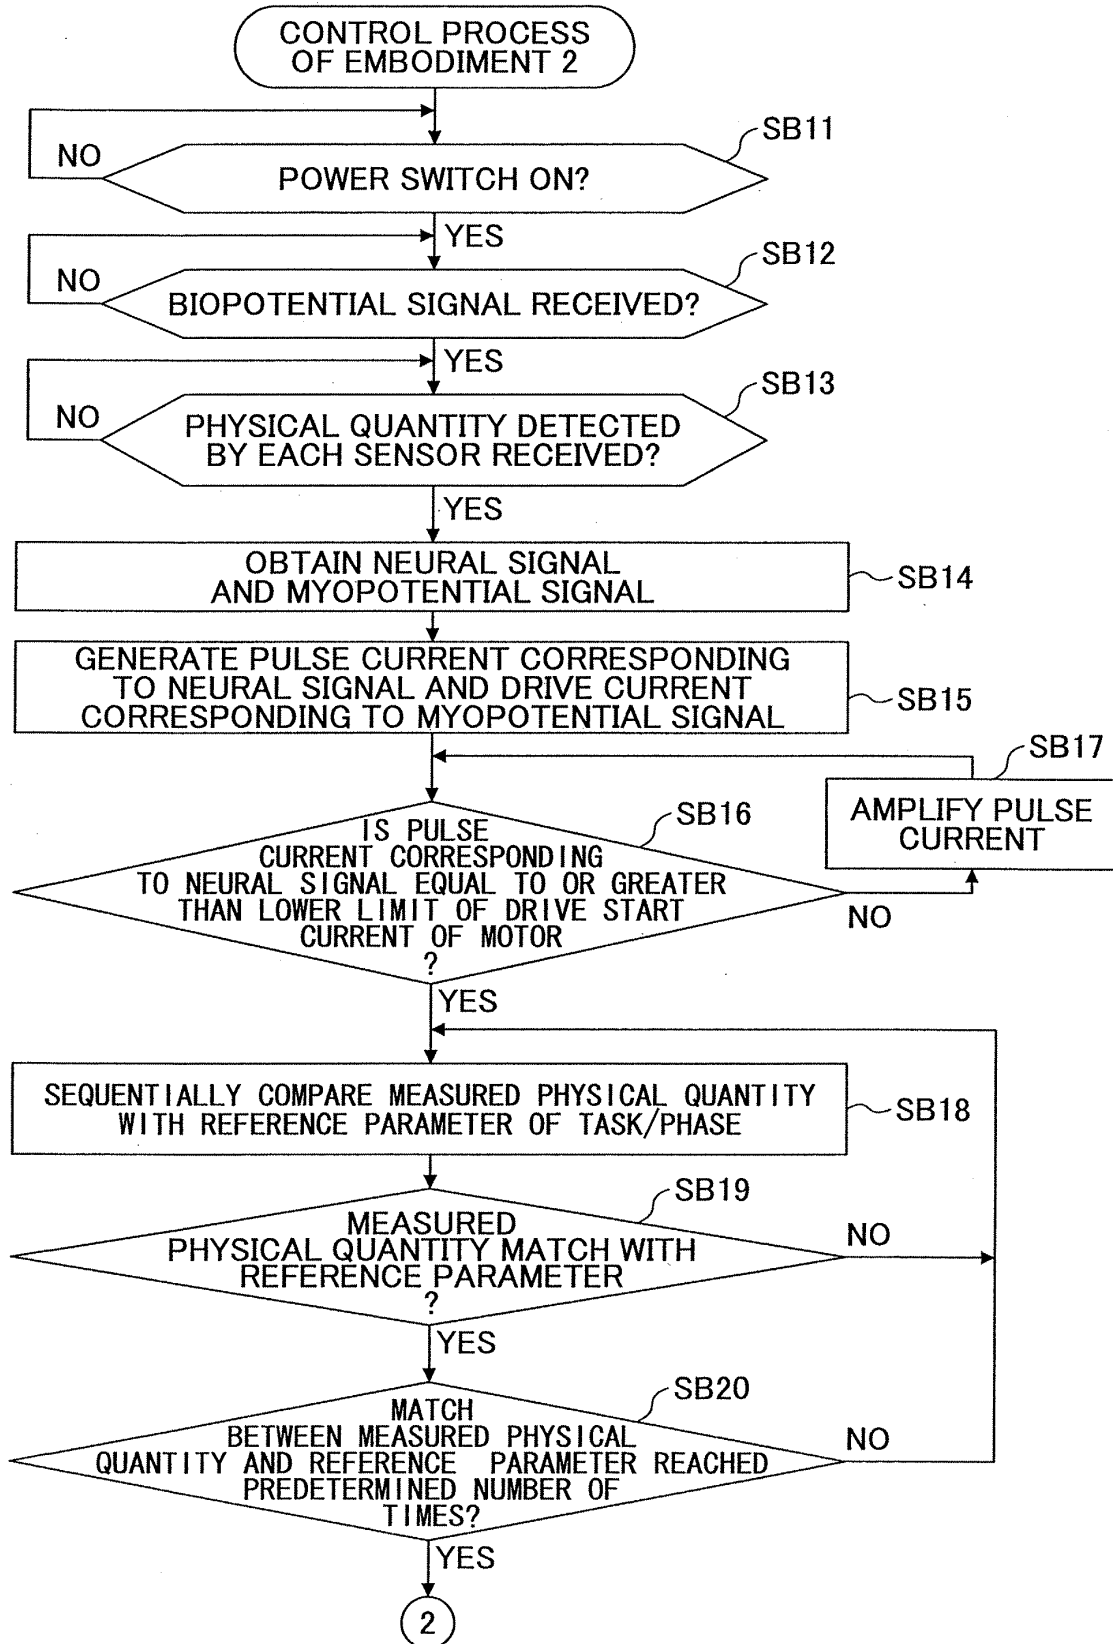 CONTROL PROCESS
OF EMBODIMENT 2
SB11
NO
POWER SWITCH ON?
YES
SB12
NO
BIOPOTENTIAL SIGNAL RECEIVED?
YES
SB13
NO
PHYSICAL QUANTITY DETECTED
BY EACH SENSOR RECEIVED?
YES
OBTAIN NEURAL SIGNAL
AND MYOPOTENTIAL SIGNAL
SB14
GENERATE PULSE CURRENT CORRESPONDING
TO NEURAL SIGNAL AND DRIVE CURRENT
CORRESPONDING TO MYOPOTENTIAL SIGNAL
SB15
SB17
AMPLIFY PULSE
CURRENT
SB16
IS PULSE
CURRENT CORRESPONDING
TO NEURAL SIGNAL EQUAL TO OR GREATER
THAN LOWER LIMIT OF DRIVE START
CURRENT OF MOTOR
?
NO
YES
SEQUENTIALLY COMPARE MEASURED PHYSICAL QUANTITY
WITH REFERENCE PARAMETER OF TASK/PHASE
SB18
SB19
MEASURED
PHYSICAL QUANTITY MATCH WITH
REFERENCE PARAMETER
?
NO
YES
SB20
MATCH
BETWEEN MEASURED PHYSICAL
QUANTITY AND REFERENCE PARAMETER REACHED
PREDETERMINED NUMBER OF
TIMES?
NO
YES
2